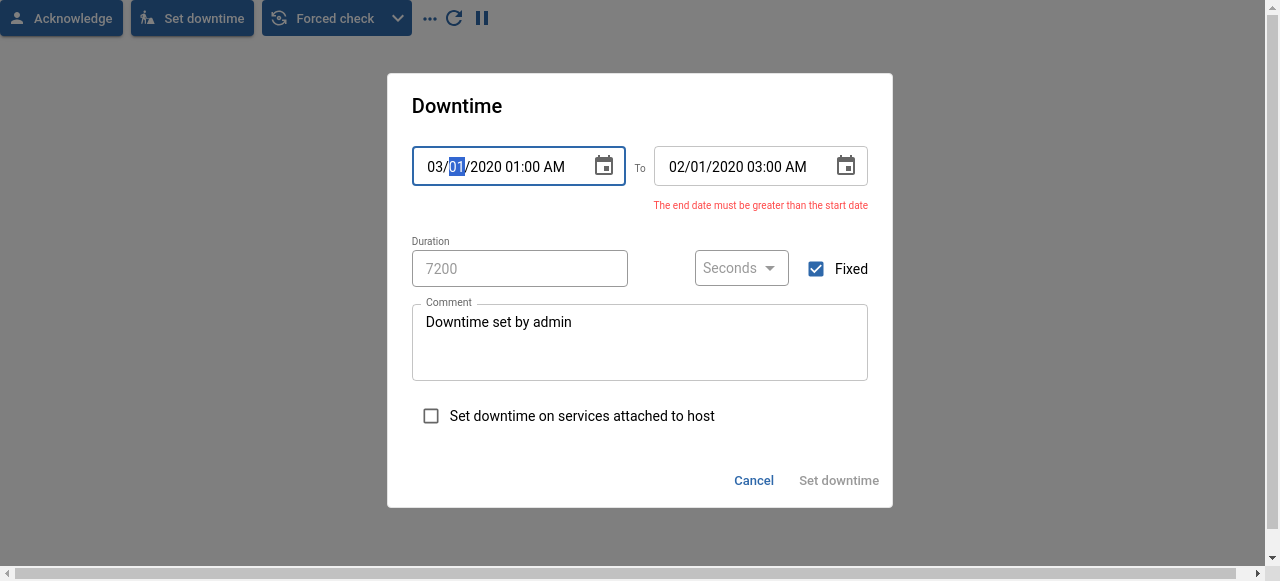 Acknowledge Set downtime Forced check
Downtime
03/01/2020 01:00 AM To 02/01/2020 03:00 AM
The end date must be greater than the start date
Duration
7200 Seconds Fixed
Comment
Downtime set by admin
Set downtime on services attached to host
Cancel Set downtime